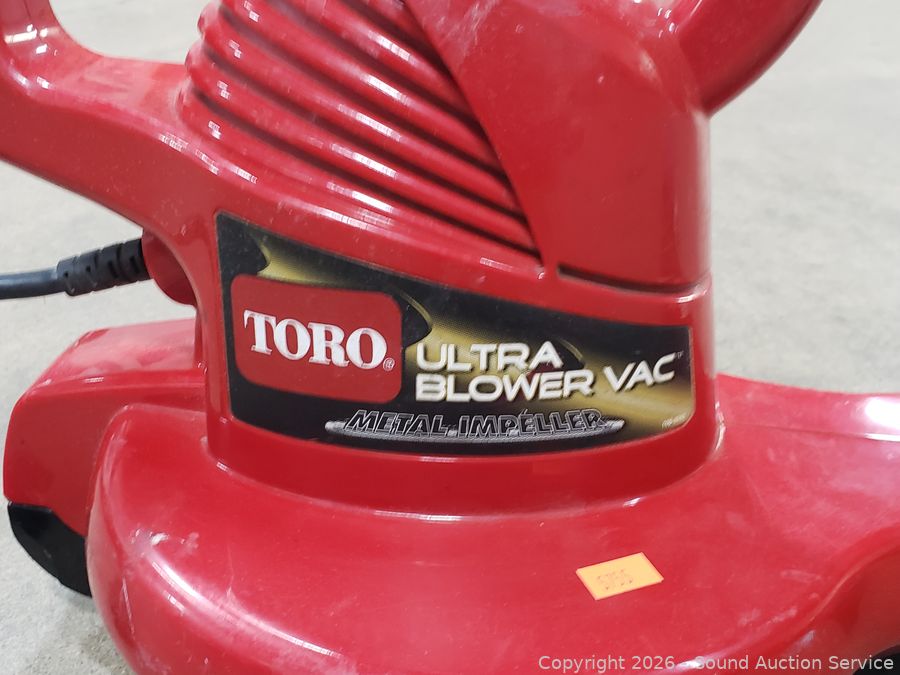 TORO®
ULTRA
BLOWER VAC
METAL IMPELLER
Copyright © 2026 - Sound Auction Service